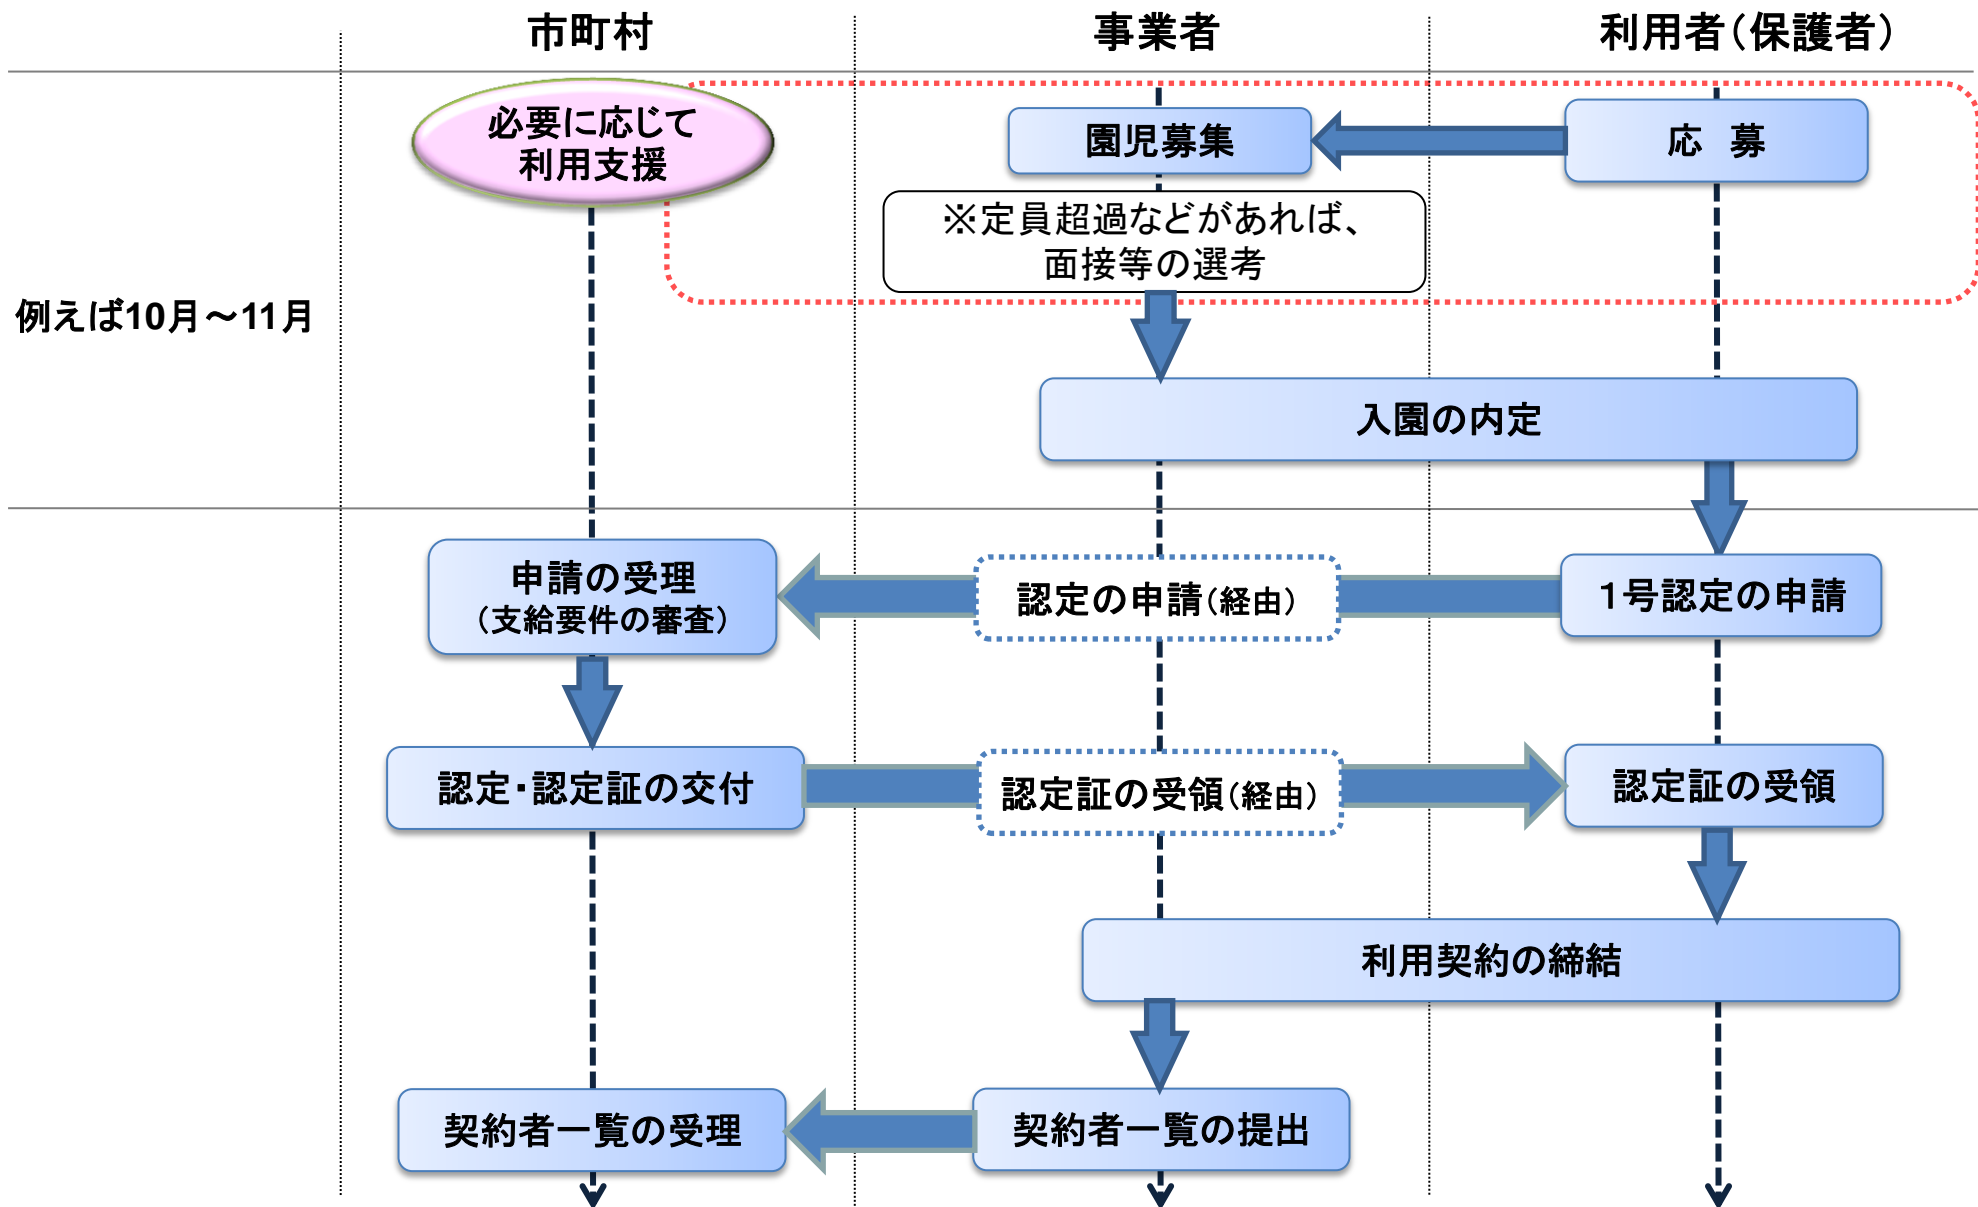 市町村
事業者
利用者（保護者）
必要に応じて
利用支援
園児募集
応　募
※定員超過などがあれば、
面接等の選考
例えば10月～11月
入園の内定
申請の受理
（支給要件の審査）
認定の申請（経由）
１号認定の申請
認定・認定証の交付
認定証の受領（経由）
認定証の受領
利用契約の締結
契約者一覧の受理
契約者一覧の提出